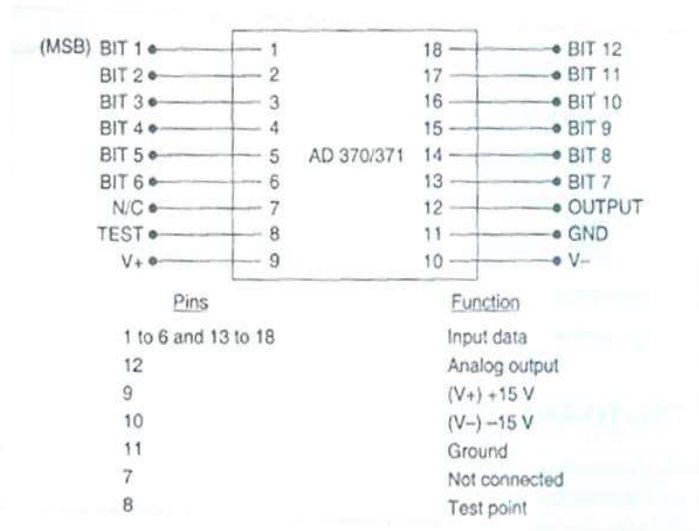 (MSB) BIT 1 1 18 BIT 12
BIT 2 2 17 BIT 11
BIT 3 3 16 BIT 10
BIT 4 4 15 BIT 9
BIT 5 5 AD 370/371 14 BIT 8
BIT 6 6 13 BIT 7
N/C 7 12 OUTPUT
TEST 8 11 GND
V+ 9 10 V–
Pins Function
1 to 6 and 13 to 18 Input data
12 Analog output
9 (V+) +15 V
10 (V–) –15 V
11 Ground
7 Not connected
8 Test point